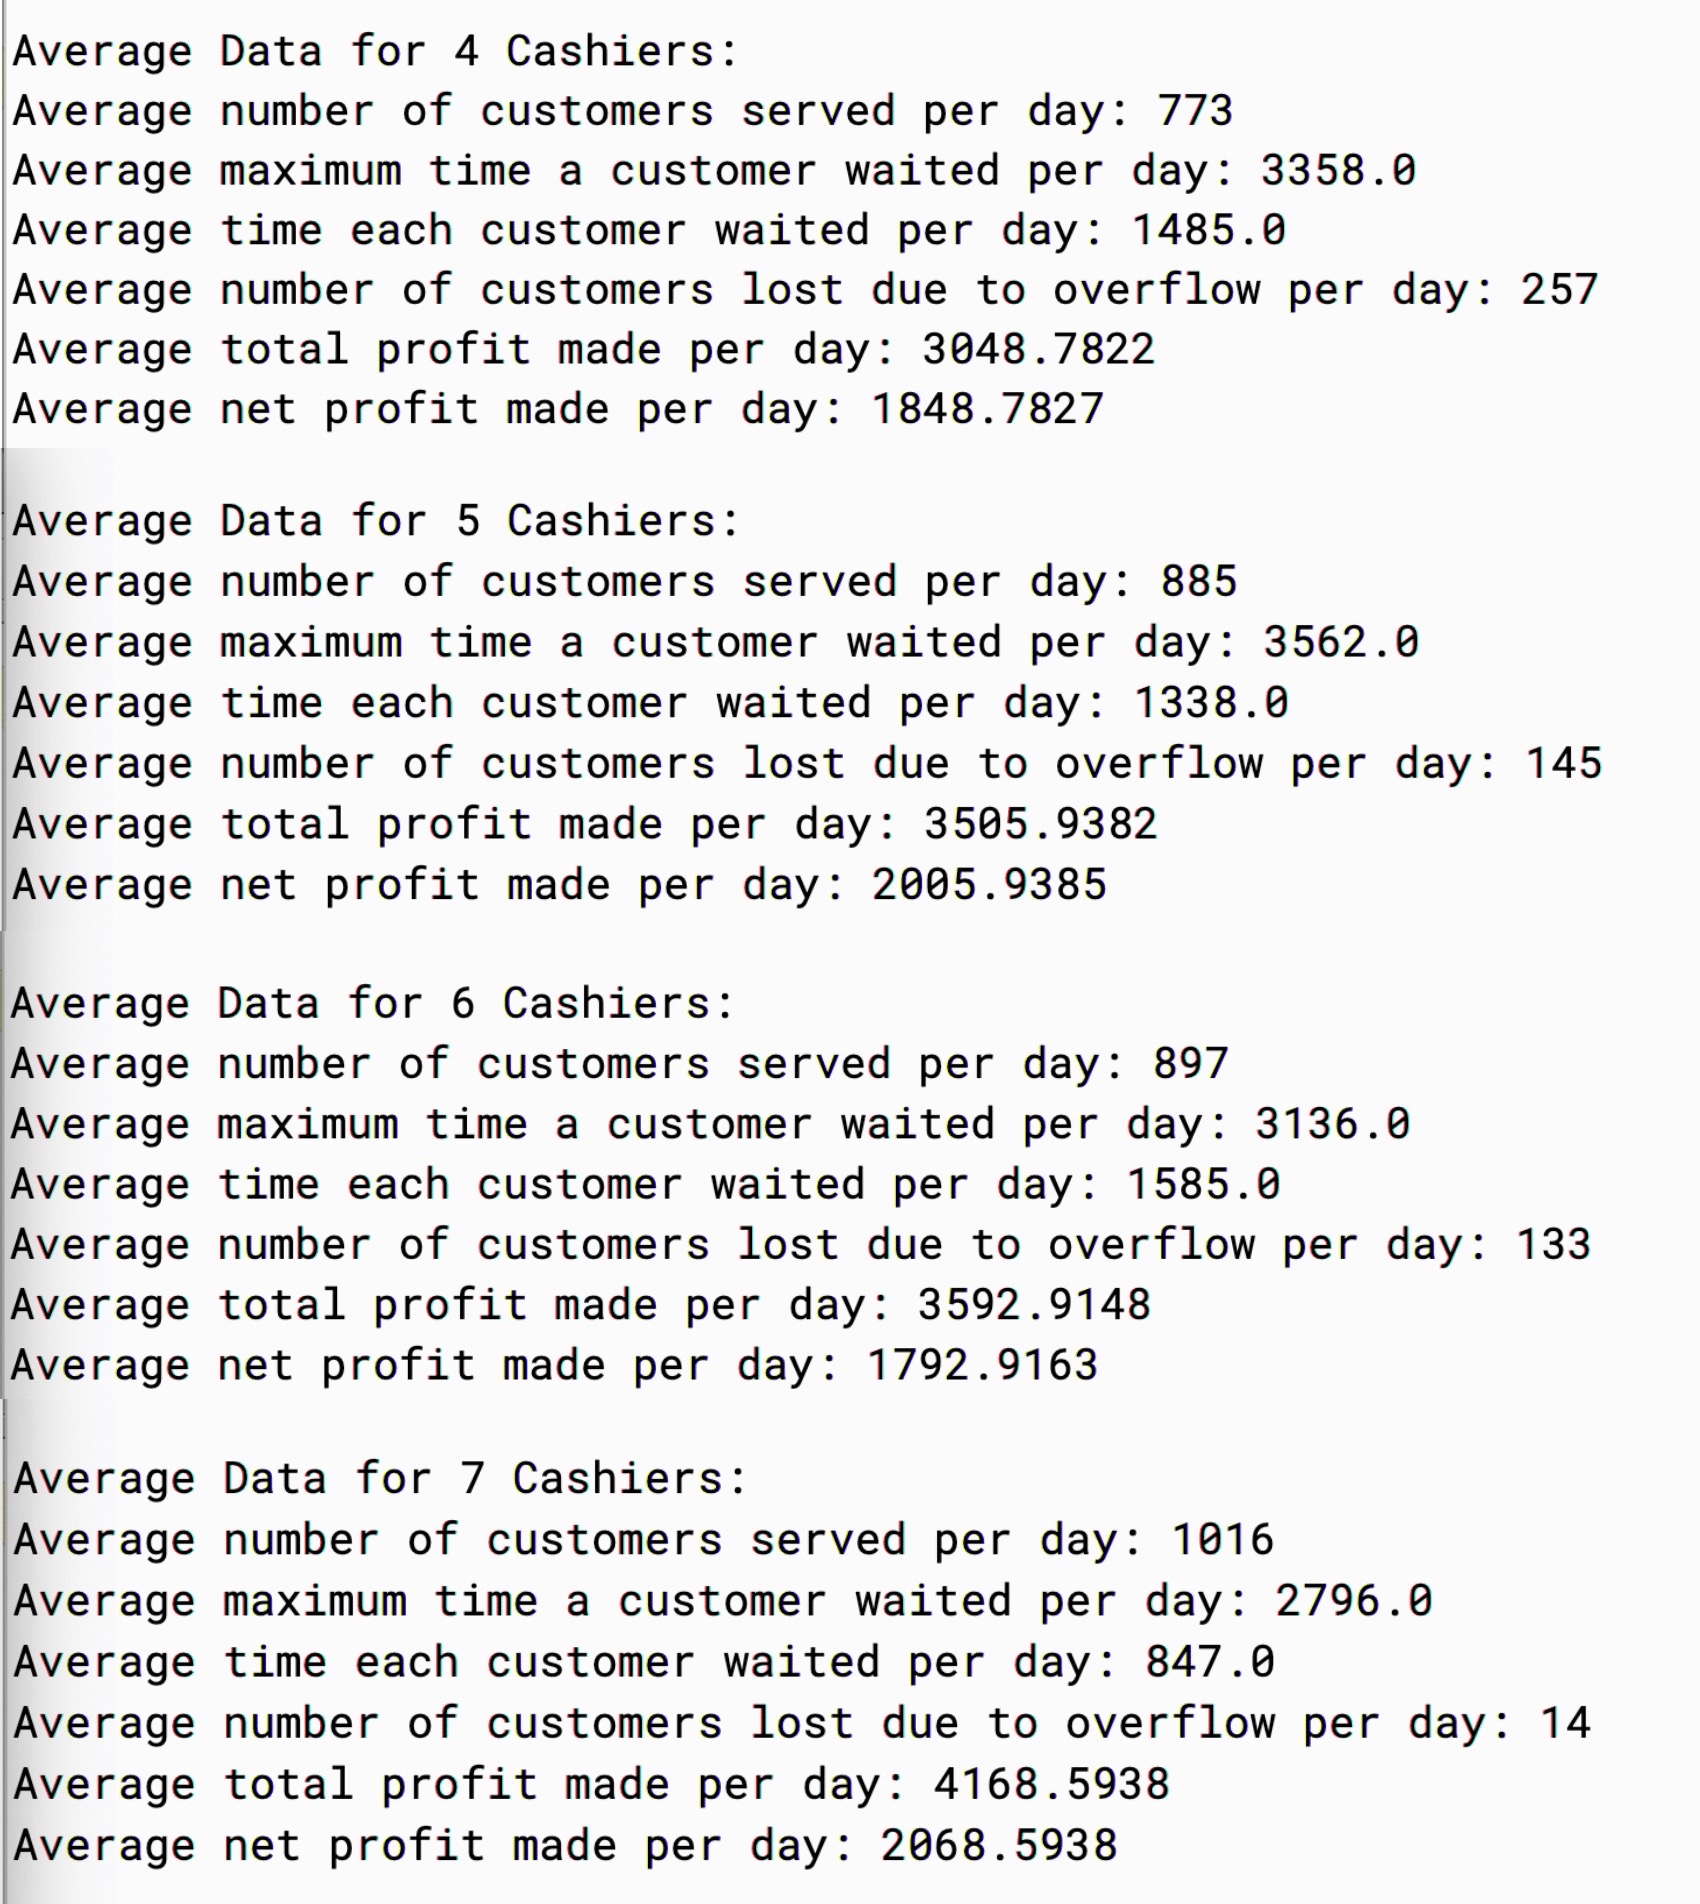 Average Data for 4 Cashiers:
Average number of customers served per day: 773
Average maximum time a customer waited per day: 3358.0
Average time each customer waited per day: 1485.0
Average number of customers lost due to overflow per day: 257
Average total profit made per day: 3048.7822
Average net profit made per day: 1848.7827
Average Data for 5 Cashiers:
Average number of customers served per day: 885
Average maximum time a customer waited per day: 3562.0
Average time each customer waited per day: 1338.0
Average number of customers lost due to overflow per day: 145
Average total profit made per day: 3505.9382
Average net profit made per day: 2005.9385
Average Data for 6 Cashiers:
Average number of customers served per day: 897
Average maximum time a customer waited per day: 3136.0
Average time each customer waited per day: 1585.0
Average number of customers lost due to overflow per day: 133
Average total profit made per day: 3592.9148
Average net profit made per day: 1792.9163
Average Data for 7 Cashiers:
Average number of customers served per day: 1016
Average maximum time a customer waited per day: 2796.0
Average time each customer waited per day: 847.0
Average number of customers lost due to overflow per day: 14
Average total profit made per day: 4168.5938
Average net profit made per day: 2068.5938